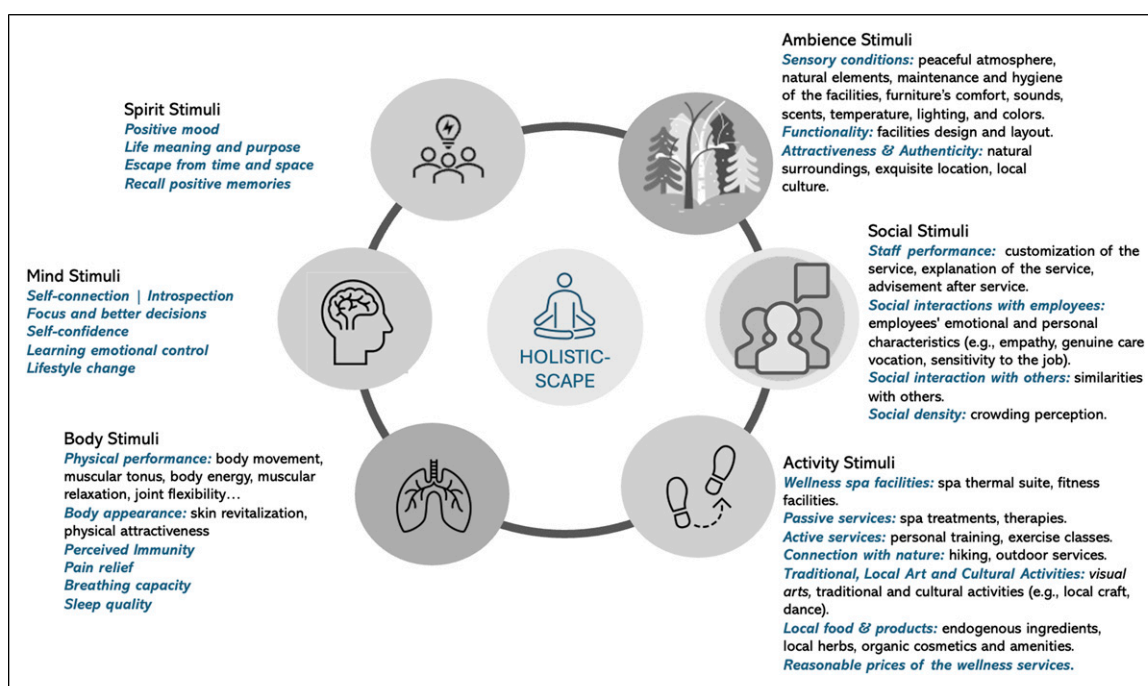 Spirit Stimuli
Positive mood
Life meaning and purpose
Escape from time and space
Recall positive memories
Ambience Stimuli
Sensory conditions: peaceful atmosphere,
natural elements, maintenance and hygiene
of the facilities, furniture's comfort, sounds,
scents, temperature, lighting, and colors.
Functionality: facilities design and layout.
Attractiveness & Authenticity: natural
surroundings, exquisite location, local
culture.
Mind Stimuli
Self-connection | Introspection
Focus and better decisions
Self-confidence
Learning emotional control
Lifestyle change
HOLISTIC-
SCAPE
Social Stimuli
Staff performance: customization of the
service, explanation of the service,
advisement after service.
Social interactions with employees:
employees' emotional and personal
characteristics (e.g., empathy, genuine care
vocation, sensitivity to the job).
Social interaction with others: similarities
with others.
Social density: crowding perception.
Body Stimuli
Physical performance: body movement,
muscular tonus, body energy, muscular
relaxation, joint flexibility...
Body appearance: skin revitalization,
physical attractiveness
Perceived Immunity
Pain relief
Breathing capacity
Sleep quality
Activity Stimuli
Wellness spa facilities: spa thermal suite, fitness
facilities.
Passive services: spa treatments, therapies.
Active services: personal training, exercise classes.
Connection with nature: hiking, outdoor services.
Traditional, Local Art and Cultural Activities: visual
arts, traditional and cultural activities (e.g., local craft,
dance).
Local food & products: endogenous ingredients,
local herbs, organic cosmetics and amenities.
Reasonable prices of the wellness services.